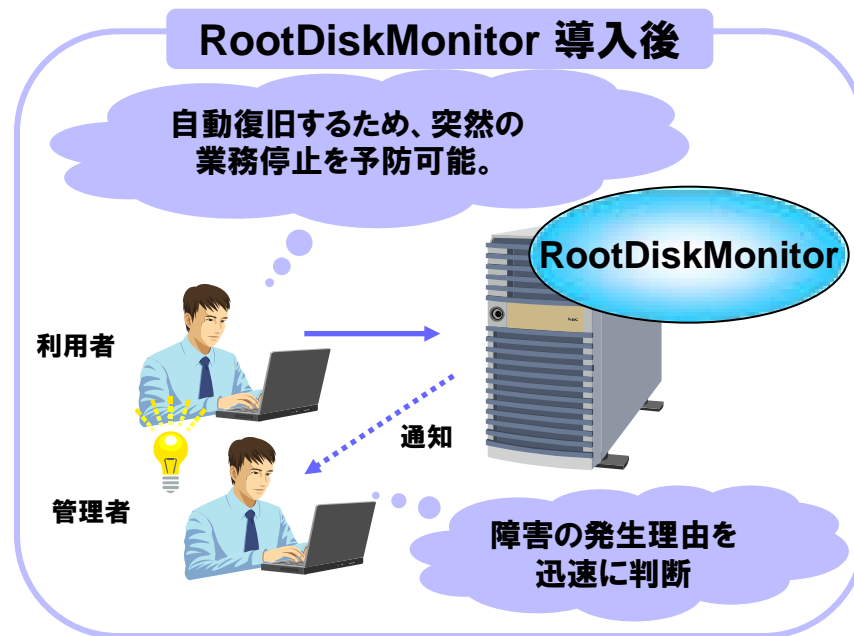 RootDiskMonitor 導入後
自動復旧するため、突然の
業務停止を予防可能。
RootDiskMonitor
NEC
利用者
通知
管理者
障害の発生理由を
迅速に判断